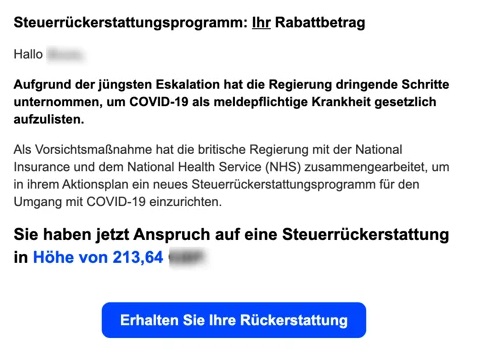 Steuerrückerstattungsprogramm: Ihr Rabattbetrag
Hallo
Aufgrund der jüngsten Eskalation hat die Regierung dringende Schritte
unternommen, um COVID-19 als meldepflichtige Krankheit gesetzlich
aufzulisten.
Als Vorsichtsmaßnahme hat die britische Regierung mit der National
Insurance und dem National Health Service (NHS) zusammengearbeitet, um
in ihrem Aktionsplan ein neues Steuerrückerstattungsprogramm für den
Umgang mit COVID-19 einzurichten.
Sie haben jetzt Anspruch auf eine Steuerrückerstattung
in Höhe von 213,64
Erhalten Sie Ihre Rückerstattung